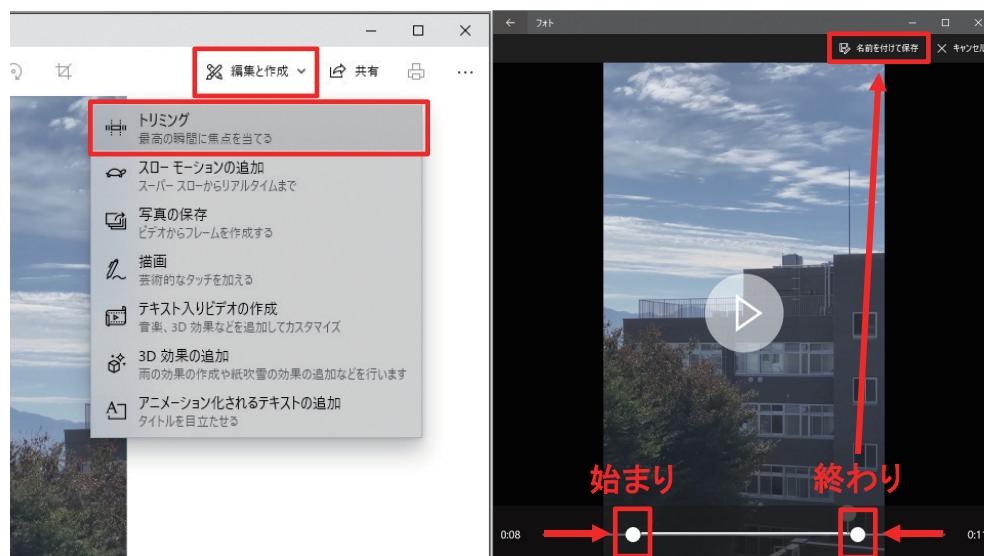 編集と作成
共有
トリミング
最高の瞬間に焦点を当てる
スロー モーションの追加
スーパー スローからリアルタイムまで
写真の保存
ビデオからフレームを作成する
描画
芸術的なタッチを加える
テキスト入りビデオの作成
音楽、3D 効果などを追加してカスタマイズ
3D 効果の追加
雨の効果の作成や紙吹雪の効果の追加などを行います
アニメーション化されるテキストの追加
タイトルを目立たせる
フォト
名前を付けて保存
キャンセル
始まり
終わり
0:08
0:11